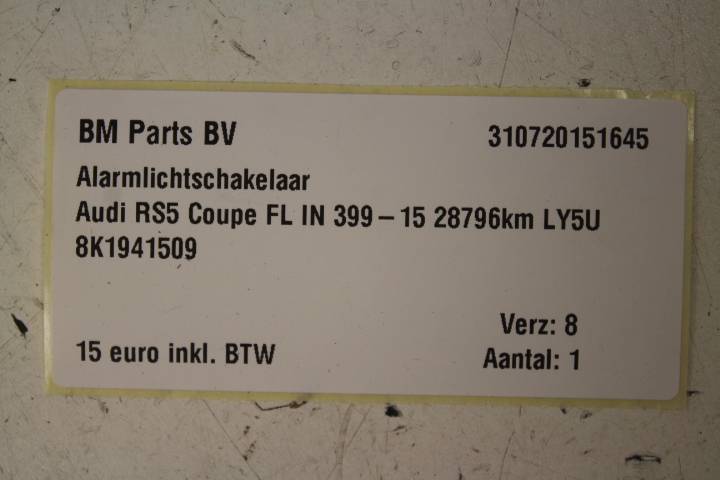 BM Parts BV 310720151645
Alarmlichtschakelaar
Audi RS5 Coupe FL IN 399 – 15 28796km LY5U
8K1941509
Verz: 8
15 euro inkl. BTW Aantal: 1